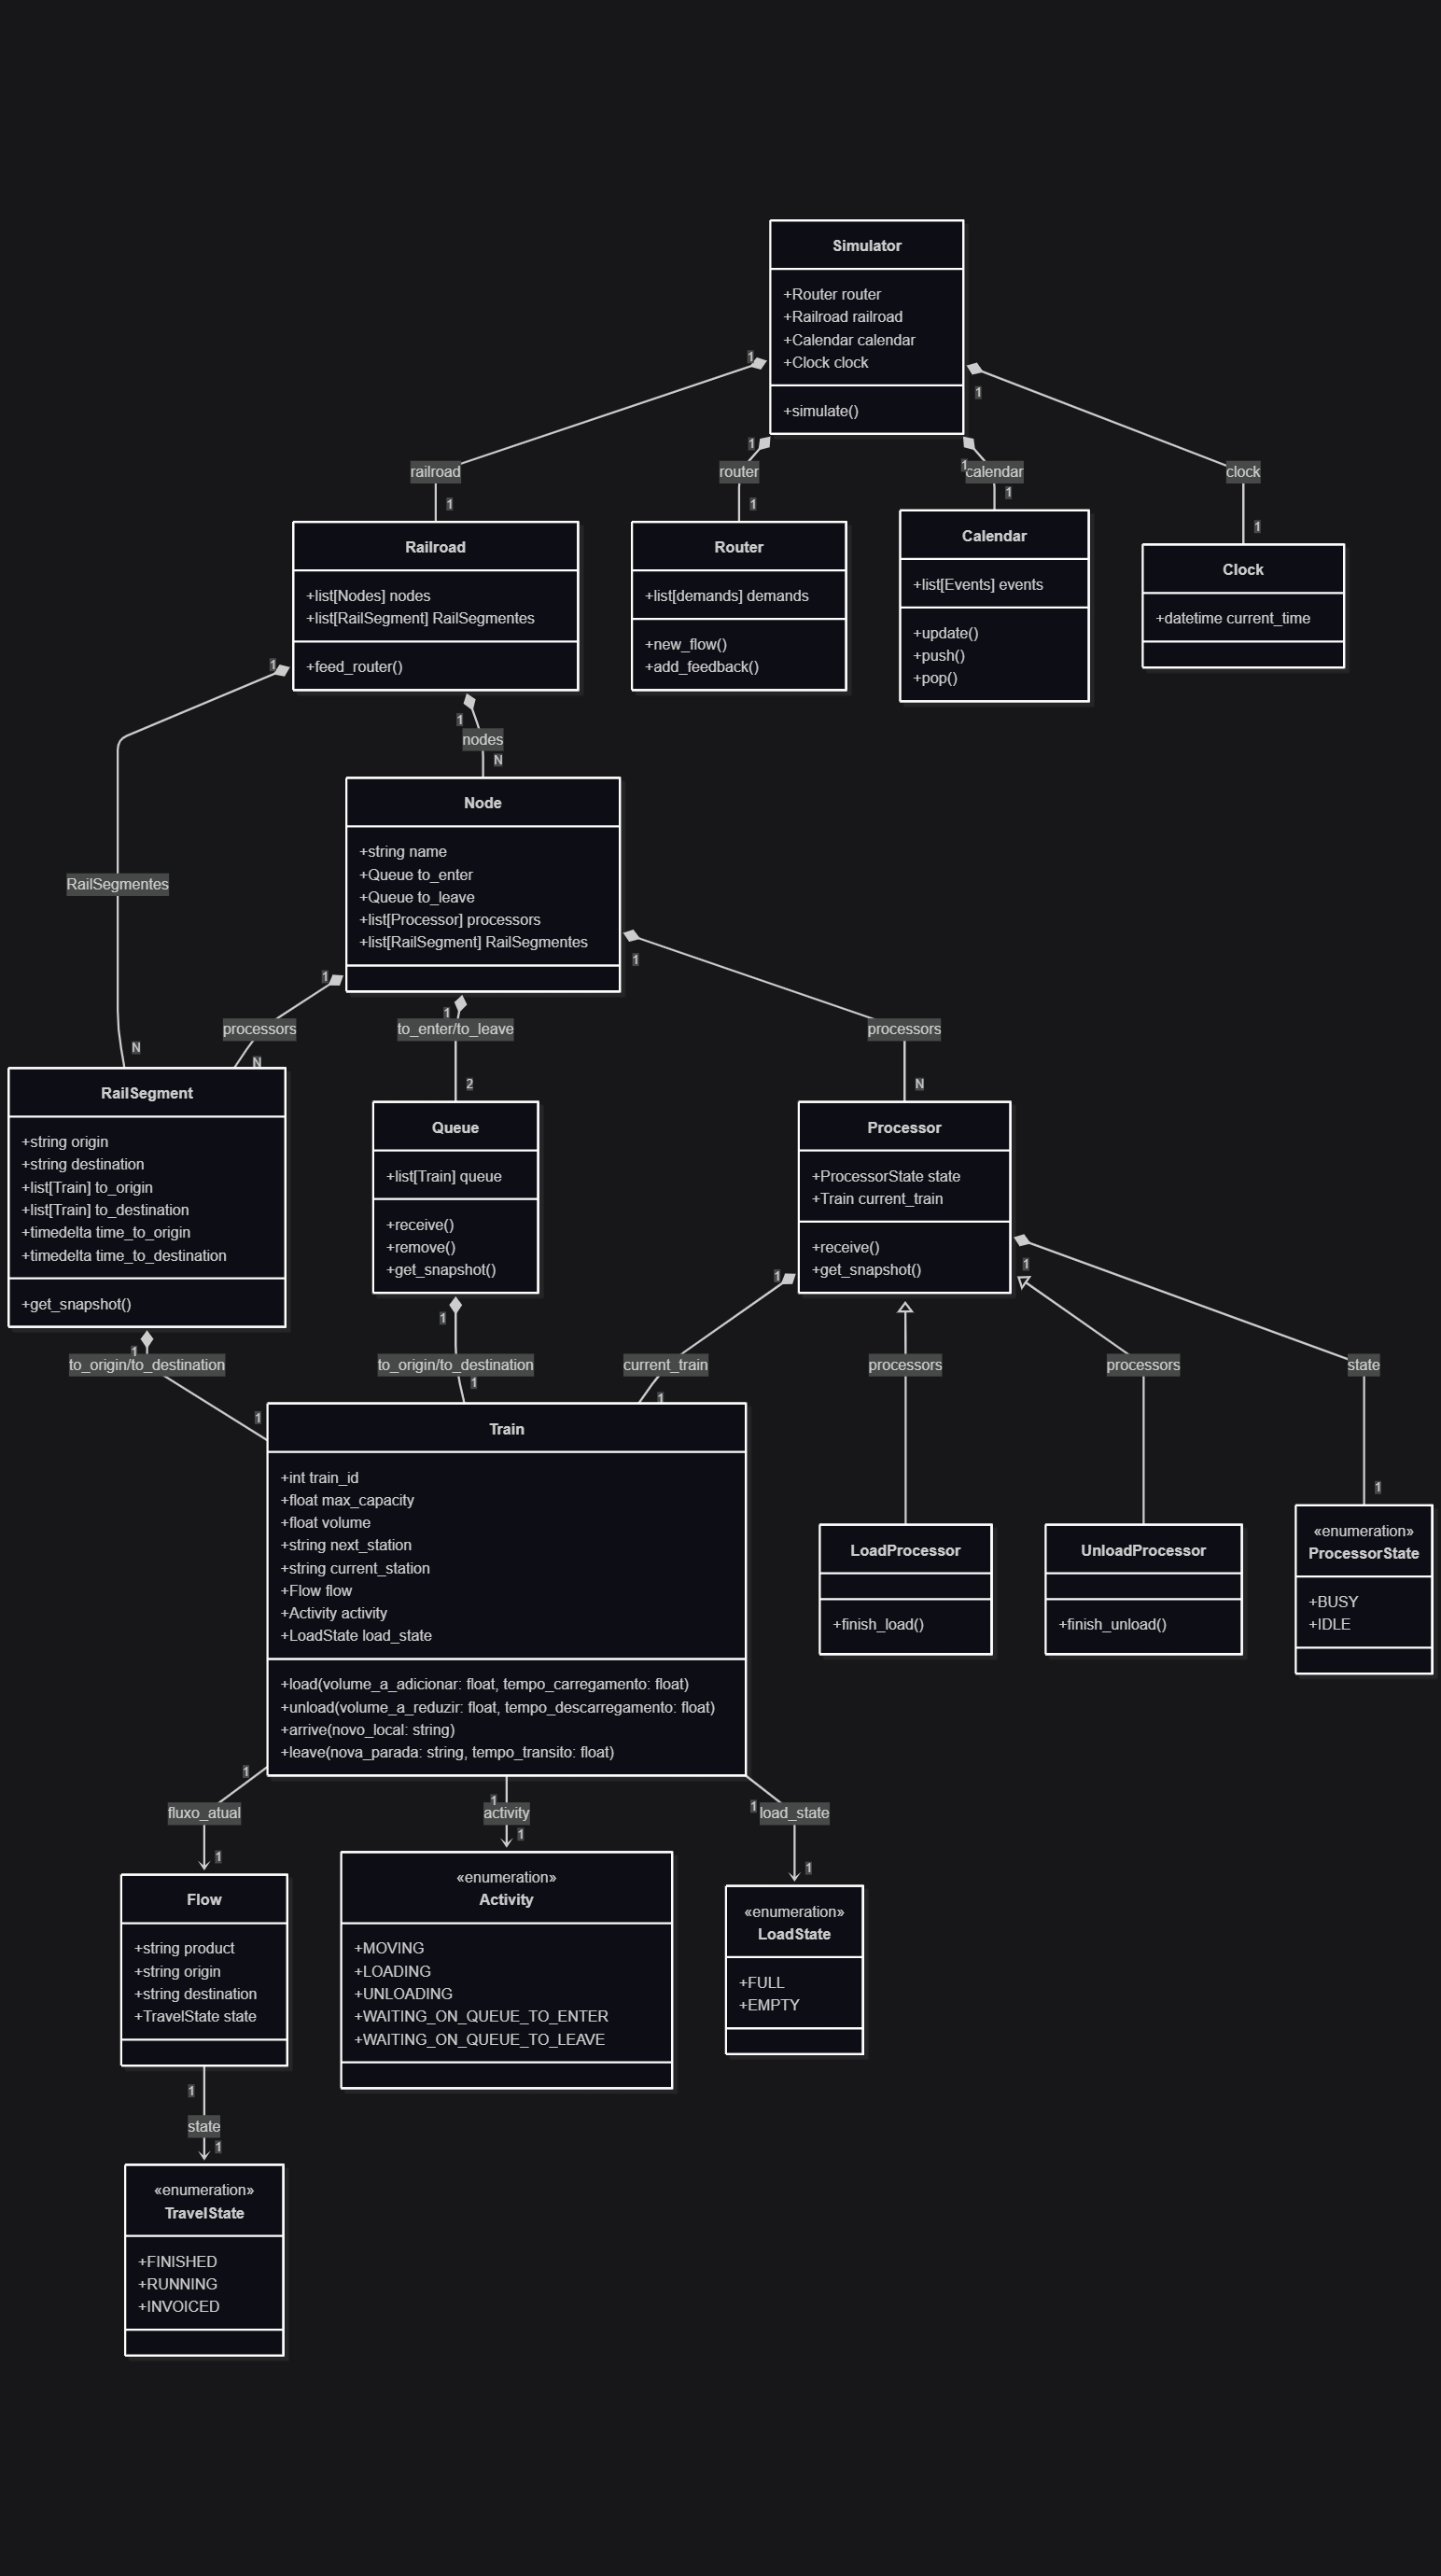 Simulator
+Router router
+Railroad railroad
+Calendar calendar
+Clock clock
+simulate()
1
1
1
1
railroad
router
calendar
clock
1
1
1
1
Railroad
+list[Nodes] nodes
+list[RailSegment] RailSegmentes
+feed_router()
Router
+list[demands] demands
+new_flow()
+add_feedback()
Calendar
+list[Events] events
+update()
+push()
+pop()
Clock
+datetime current_time
1
1
nodes
N
RailSegmentes
N
Node
+string name
+Queue to_enter
+Queue to_leave
+list[Processor] processors
+list[RailSegment] RailSegmentes
1
1
1
processors
to_enter/to_leave
processors
N
2
N
RailSegment
+string origin
+string destination
+list[Train] to_origin
+list[Train] to_destination
+timedelta time_to_origin
+timedelta time_to_destination
+get_snapshot()
Queue
+list[Train] queue
+receive()
+remove()
+get_snapshot()
Processor
+ProcessorState state
+Train current_train
+receive()
+get_snapshot()
1
1
1
1
to_origin/to_destination
to_origin/to_destination
current_train
processors
processors
state
1
1
1
1
Train
+int train_id
+float max_capacity
+float volume
+string next_station
+string current_station
+Flow flow
+Activity activity
+LoadState load_state
+load(volume_a_adicionar: float, tempo_carregamento: float)
+unload(volume_a_reduzir: float, tempo_descarregamento: float)
+arrive(novo_local: string)
+leave(nova_parada: string, tempo_transito: float)
LoadProcessor
+finish_load()
UnloadProcessor
+finish_unload()
«enumeration»
ProcessorState
+BUSY
+IDLE
1
1
1
fluxo_atual
activity
load_state
1
1
1
Flow
+string product
+string origin
+string destination
+TravelState state
«enumeration»
Activity
+MOVING
+LOADING
+UNLOADING
+WAITING_ON_QUEUE_TO_ENTER
+WAITING_ON_QUEUE_TO_LEAVE
«enumeration»
LoadState
+FULL
+EMPTY
1
state
1
«enumeration»
TravelState
+FINISHED
+RUNNING
+INVOICED